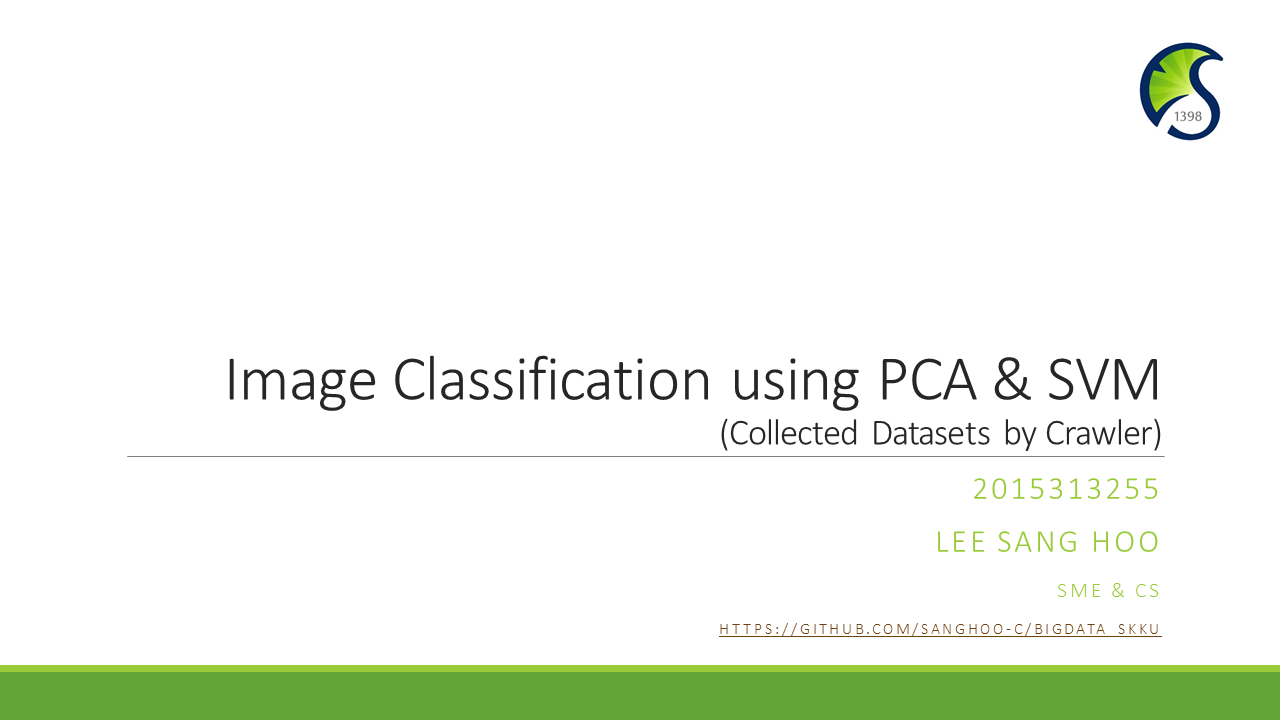 1398
Image Classification using PCA & SVM
(Collected Datasets by Crawler)
2015313255
LEE SANG HOO
SME & CS
HTTPS://GITHUB.COM/SANGHOO-C/BIGDATA_SKKU